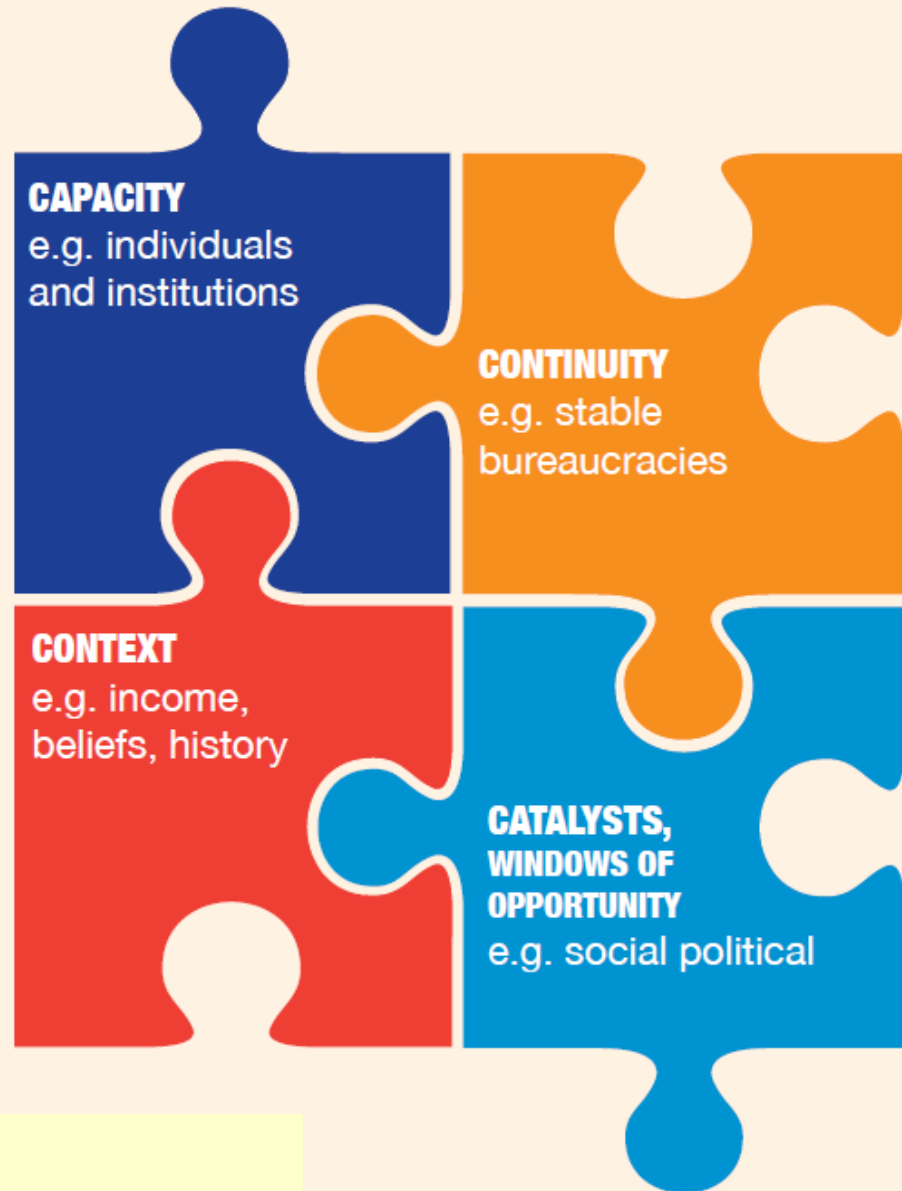 CAPACITY
e.g. individuals
and institutions
CONTINUITY
e.g. stable
bureaucracies
CONTEXT
e.g. income,
beliefs, history
CATALYSTS,
WINDOWS OF
OPPORTUNITY
e.g. social political